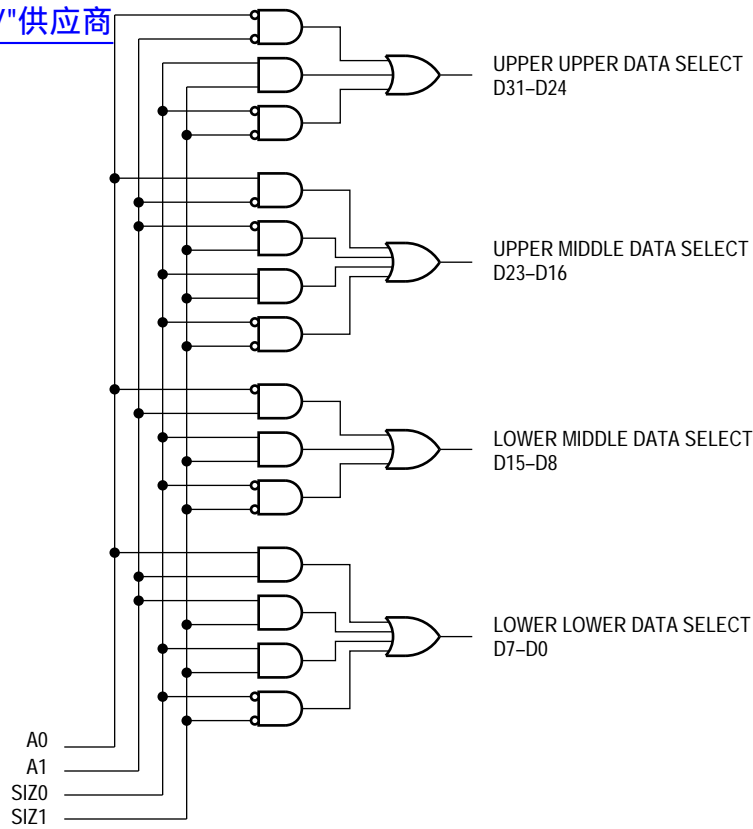 /"供应商
UPPER UPPER DATA SELECT
D31–D24
UPPER MIDDLE DATA SELECT
D23–D16
LOWER MIDDLE DATA SELECT
D15–D8
LOWER LOWER DATA SELECT
D7–D0
A0
A1
SIZ0
SIZ1